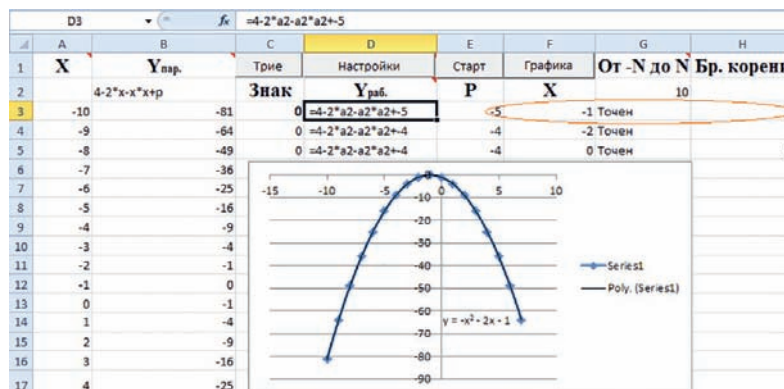 D3 fx =4-2*a2-a2*a2+-5
A B C D E F G H
1 X Yпар. Трие Настройки Старт Графика От -N до N Бр. корени
2 4-2*x-x*x+p Знак Yраб. P X 10
3 -10 -81 0 =4-2*a2-a2*a2+-5 -5 -1 Точен
4 -9 -64 0 =4-2*a2-a2*a2+-4 -4 -2 Точен
5 -8 -49 0 =4-2*a2-a2*a2+-4 -4 0 Точен
6 -7 -36
7 -6 -25
8 -5 -16
9 -4 -9
10 -3 -4
11 -2 -1
12 -1 0
13 0 -1
14 1 -4
15 2 -9
16 3 -16
17 4 -25
-15 -10 -5 0 5 10
-10
-20
-30
-40
-50
-60
-70
-80
-90
y = -x² - 2x - 1
Series1
Poly. (Series1)